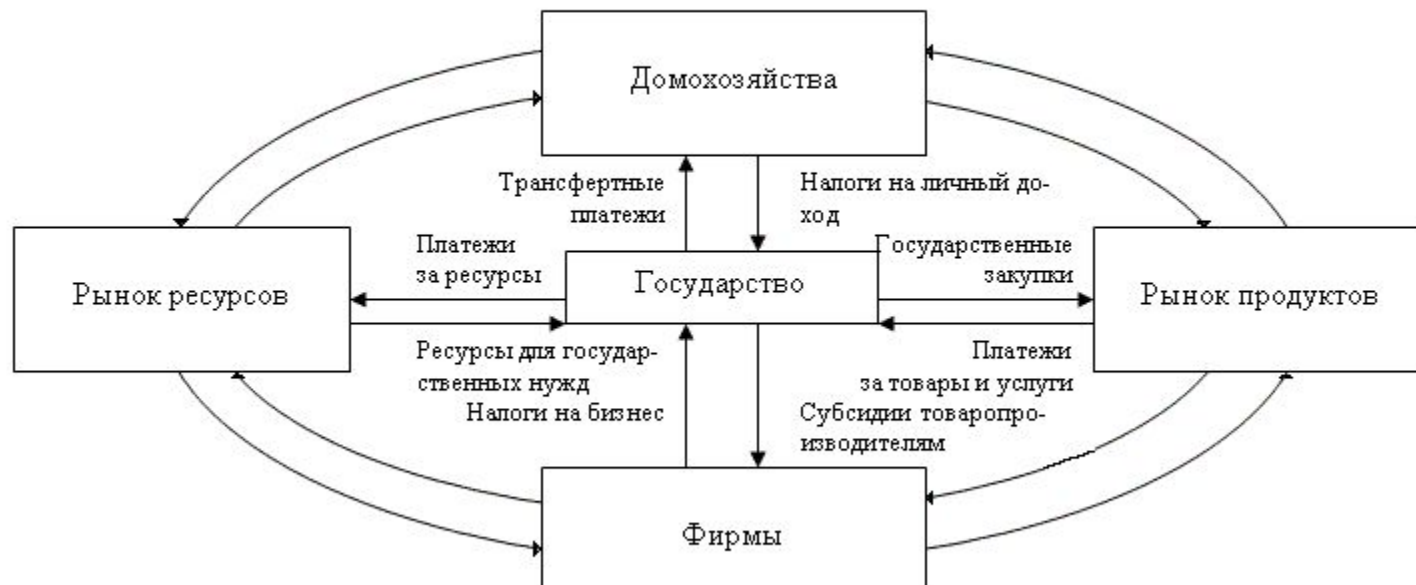 Домохозяйства
Трансфертные
платежи
Налоги на личный до-
ход
Платежи
за ресурсы
Государственные
закупки
Рынок ресурсов
Государство
Рынок продуктов
Ресурсы для государ-
ственных нужд
Налоги на бизнес
Платежи
за товары и услуги
Субсидии товаропро-
изводителям
Фирмы